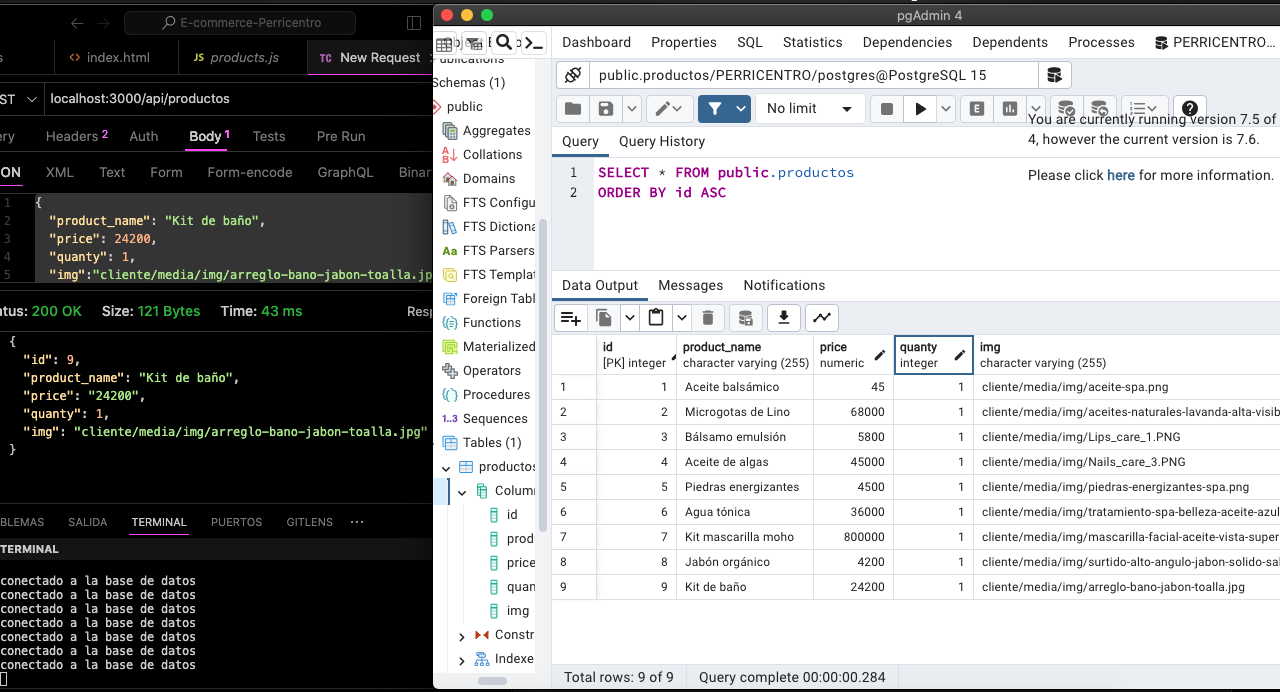 E-commerce-Perricentro
index.html
JS products.js
TC New Request
localhost:3000/api/productos
Headers 2
Auth
Body 1
Tests
Pre Run
XML
Text
Form
Form-encode
GraphQL
1 {
2 "product_name": "Kit de baño",
3 "price": 24200,
4 "quanty": 1,
5 "img":"cliente/media/img/arreglo-bano-jabon-toalla.jp
200 OK
Size: 121 Bytes
Time: 43 ms
{
"id": 9,
"product_name": "Kit de baño",
"price": "24200",
"quanty": 1,
"img": "cliente/media/img/arreglo-bano-jabon-toalla.jpg"
}
SALIDA
TERMINAL
PUERTOS
GITLENS
TERMINAL
conectado a la base de datos
conectado a la base de datos
conectado a la base de datos
conectado a la base de datos
conectado a la base de datos
conectado a la base de datos
conectado a la base de datos
pgAdmin 4
Dashboard
Properties
SQL
Statistics
Dependencies
Dependents
Processes
PERRICENTRO...
Schemas (1)
public
Aggregates
Collations
Domains
FTS Configu
FTS Dictiona
FTS Parsers
FTS Templat
Foreign Tabl
Functions
Materialized
Operators
Procedures
1..3 Sequences
Tables (1)
productos
Colum
id
prod
price
quan
img
Constr
Indexe
public.productos/PERRICENTRO/postgres@PostgreSQL 15
No limit
E
You are currently running version 7.5 of
4, however the current version is 7.6.
Please click here for more information.
Query
Query History
1 SELECT * FROM public.productos
2 ORDER BY id ASC
Data Output
Messages
Notifications
id
[PK] integer
product_name
character varying (255)
price
numeric
quanty
integer
img
character varying (255)
1 1 Aceite balsámico 45 1 cliente/media/img/aceite-spa.png
2 2 Microgotas de Lino 68000 1 cliente/media/img/aceites-naturales-lavanda-alta-visib
3 3 Bálsamo emulsión 5800 1 cliente/media/img/Lips_care_1.PNG
4 4 Aceite de algas 45000 1 cliente/media/img/Nails_care_3.PNG
5 5 Piedras energizantes 4500 1 cliente/media/img/piedras-energizantes-spa.png
6 6 Agua tónica 36000 1 cliente/media/img/tratamiento-spa-belleza-aceite-azul
7 7 Kit mascarilla moho 800000 1 cliente/media/img/mascarilla-facial-aceite-vista-super
8 8 Jabón orgánico 4200 1 cliente/media/img/surtido-alto-angulo-jabon-solido-sal
9 9 Kit de baño 24200 1 cliente/media/img/arreglo-bano-jabon-toalla.jpg
Total rows: 9 of 9
Query complete 00:00:00.284